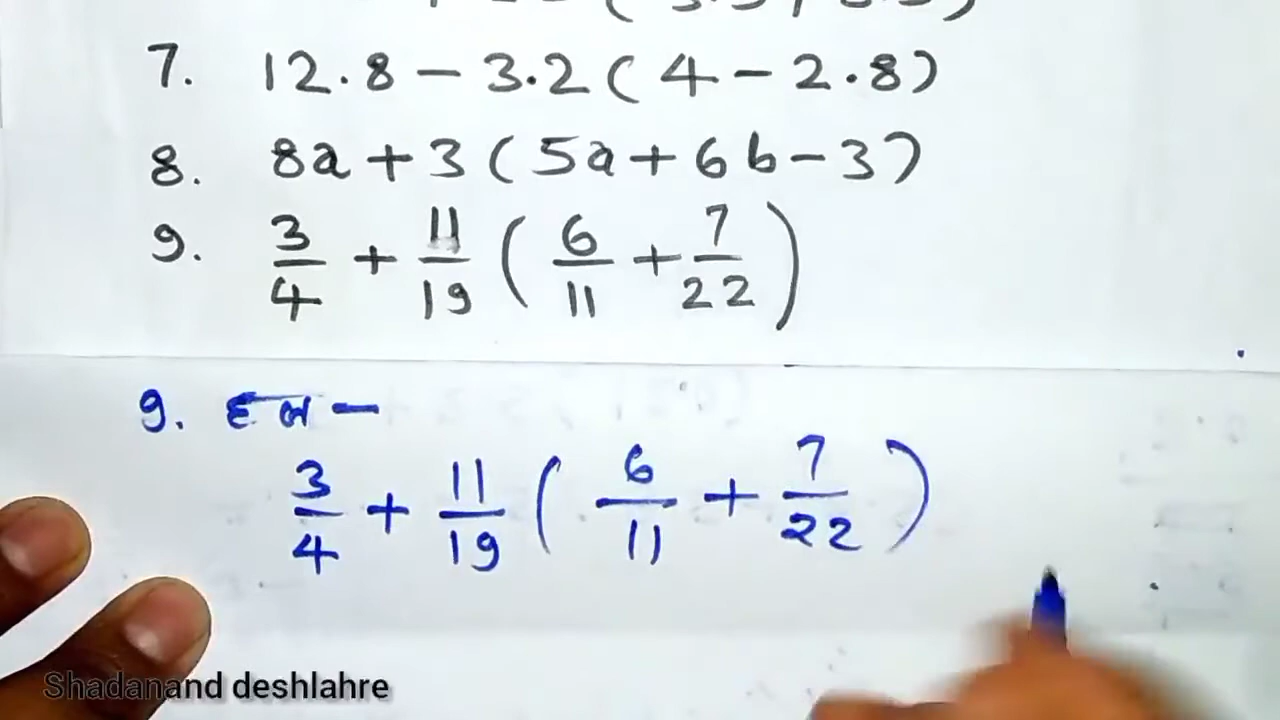 7. 12.8 - 3.2 ( 4 - 2.8 )
8. 8a + 3 ( 5a + 6b - 3 )
9. 3/4 + 11/19 ( 6/11 + 7/22 )
9. हल -
3/4 + 11/19 ( 6/11 + 7/22 )
Shadanand deshlahre